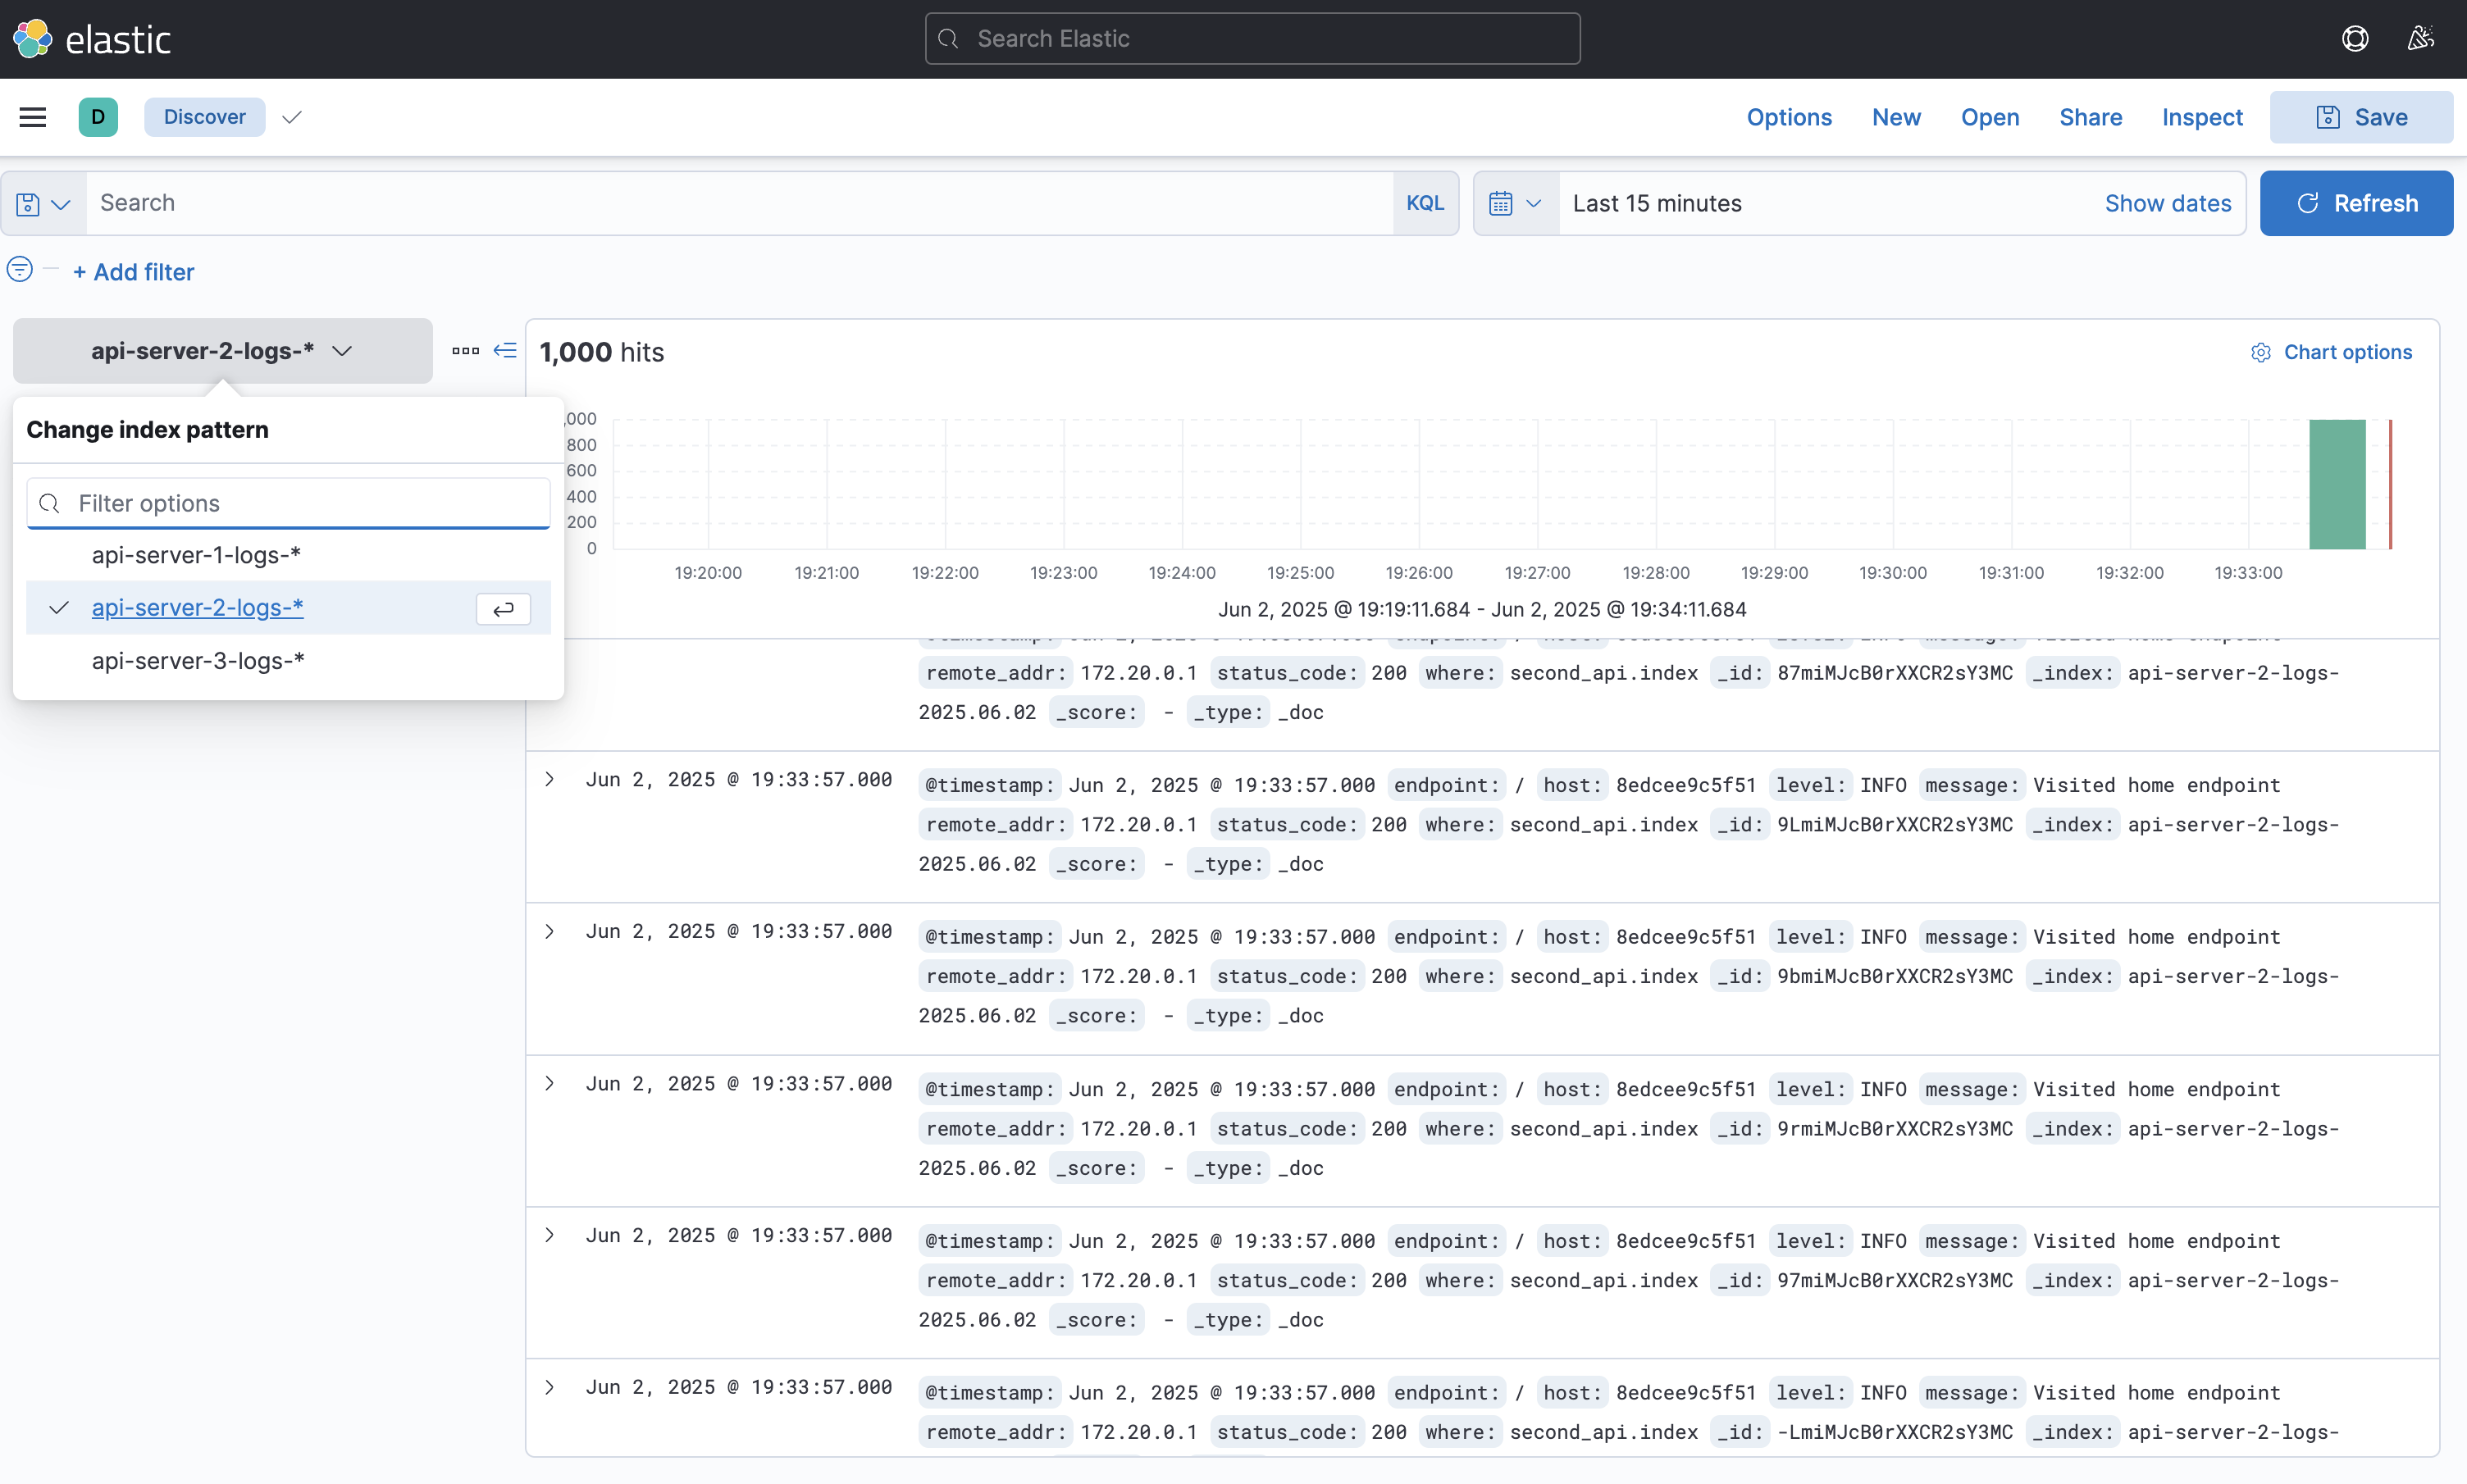 elastic
Search Elastic
D
Discover
Options New Open Share Inspect Save
Search
KQL
Last 15 minutes
Show dates
Refresh
+ Add filter
api-server-2-logs-*
1,000 hits
Chart options
Change index pattern
Filter options
api-server-1-logs-*
api-server-2-logs-*
api-server-3-logs-*
,000
800
600
400
200
0
19:20:00 19:21:00 19:22:00 19:23:00 19:24:00 19:25:00 19:26:00 19:27:00 19:28:00 19:29:00 19:30:00 19:31:00 19:32:00 19:33:00
Jun 2, 2025 @ 19:19:11.684 - Jun 2, 2025 @ 19:34:11.684
remote_addr: 172.20.0.1 status_code: 200 where: second_api.index _id: 87miMJcB0rXXCR2sY3MC _index: api-server-2-logs-
2025.06.02 _score: - _type: _doc
Jun 2, 2025 @ 19:33:57.000 @timestamp: Jun 2, 2025 @ 19:33:57.000 endpoint: / host: 8edcee9c5f51 level: INFO message: Visited home endpoint
remote_addr: 172.20.0.1 status_code: 200 where: second_api.index _id: 9LmiMJcB0rXXCR2sY3MC _index: api-server-2-logs-
2025.06.02 _score: - _type: _doc
Jun 2, 2025 @ 19:33:57.000 @timestamp: Jun 2, 2025 @ 19:33:57.000 endpoint: / host: 8edcee9c5f51 level: INFO message: Visited home endpoint
remote_addr: 172.20.0.1 status_code: 200 where: second_api.index _id: 9bmiMJcB0rXXCR2sY3MC _index: api-server-2-logs-
2025.06.02 _score: - _type: _doc
Jun 2, 2025 @ 19:33:57.000 @timestamp: Jun 2, 2025 @ 19:33:57.000 endpoint: / host: 8edcee9c5f51 level: INFO message: Visited home endpoint
remote_addr: 172.20.0.1 status_code: 200 where: second_api.index _id: 9rmiMJcB0rXXCR2sY3MC _index: api-server-2-logs-
2025.06.02 _score: - _type: _doc
Jun 2, 2025 @ 19:33:57.000 @timestamp: Jun 2, 2025 @ 19:33:57.000 endpoint: / host: 8edcee9c5f51 level: INFO message: Visited home endpoint
remote_addr: 172.20.0.1 status_code: 200 where: second_api.index _id: 97miMJcB0rXXCR2sY3MC _index: api-server-2-logs-
2025.06.02 _score: - _type: _doc
Jun 2, 2025 @ 19:33:57.000 @timestamp: Jun 2, 2025 @ 19:33:57.000 endpoint: / host: 8edcee9c5f51 level: INFO message: Visited home endpoint
remote_addr: 172.20.0.1 status_code: 200 where: second_api.index _id: -LmiMJcB0rXXCR2sY3MC _index: api-server-2-logs-